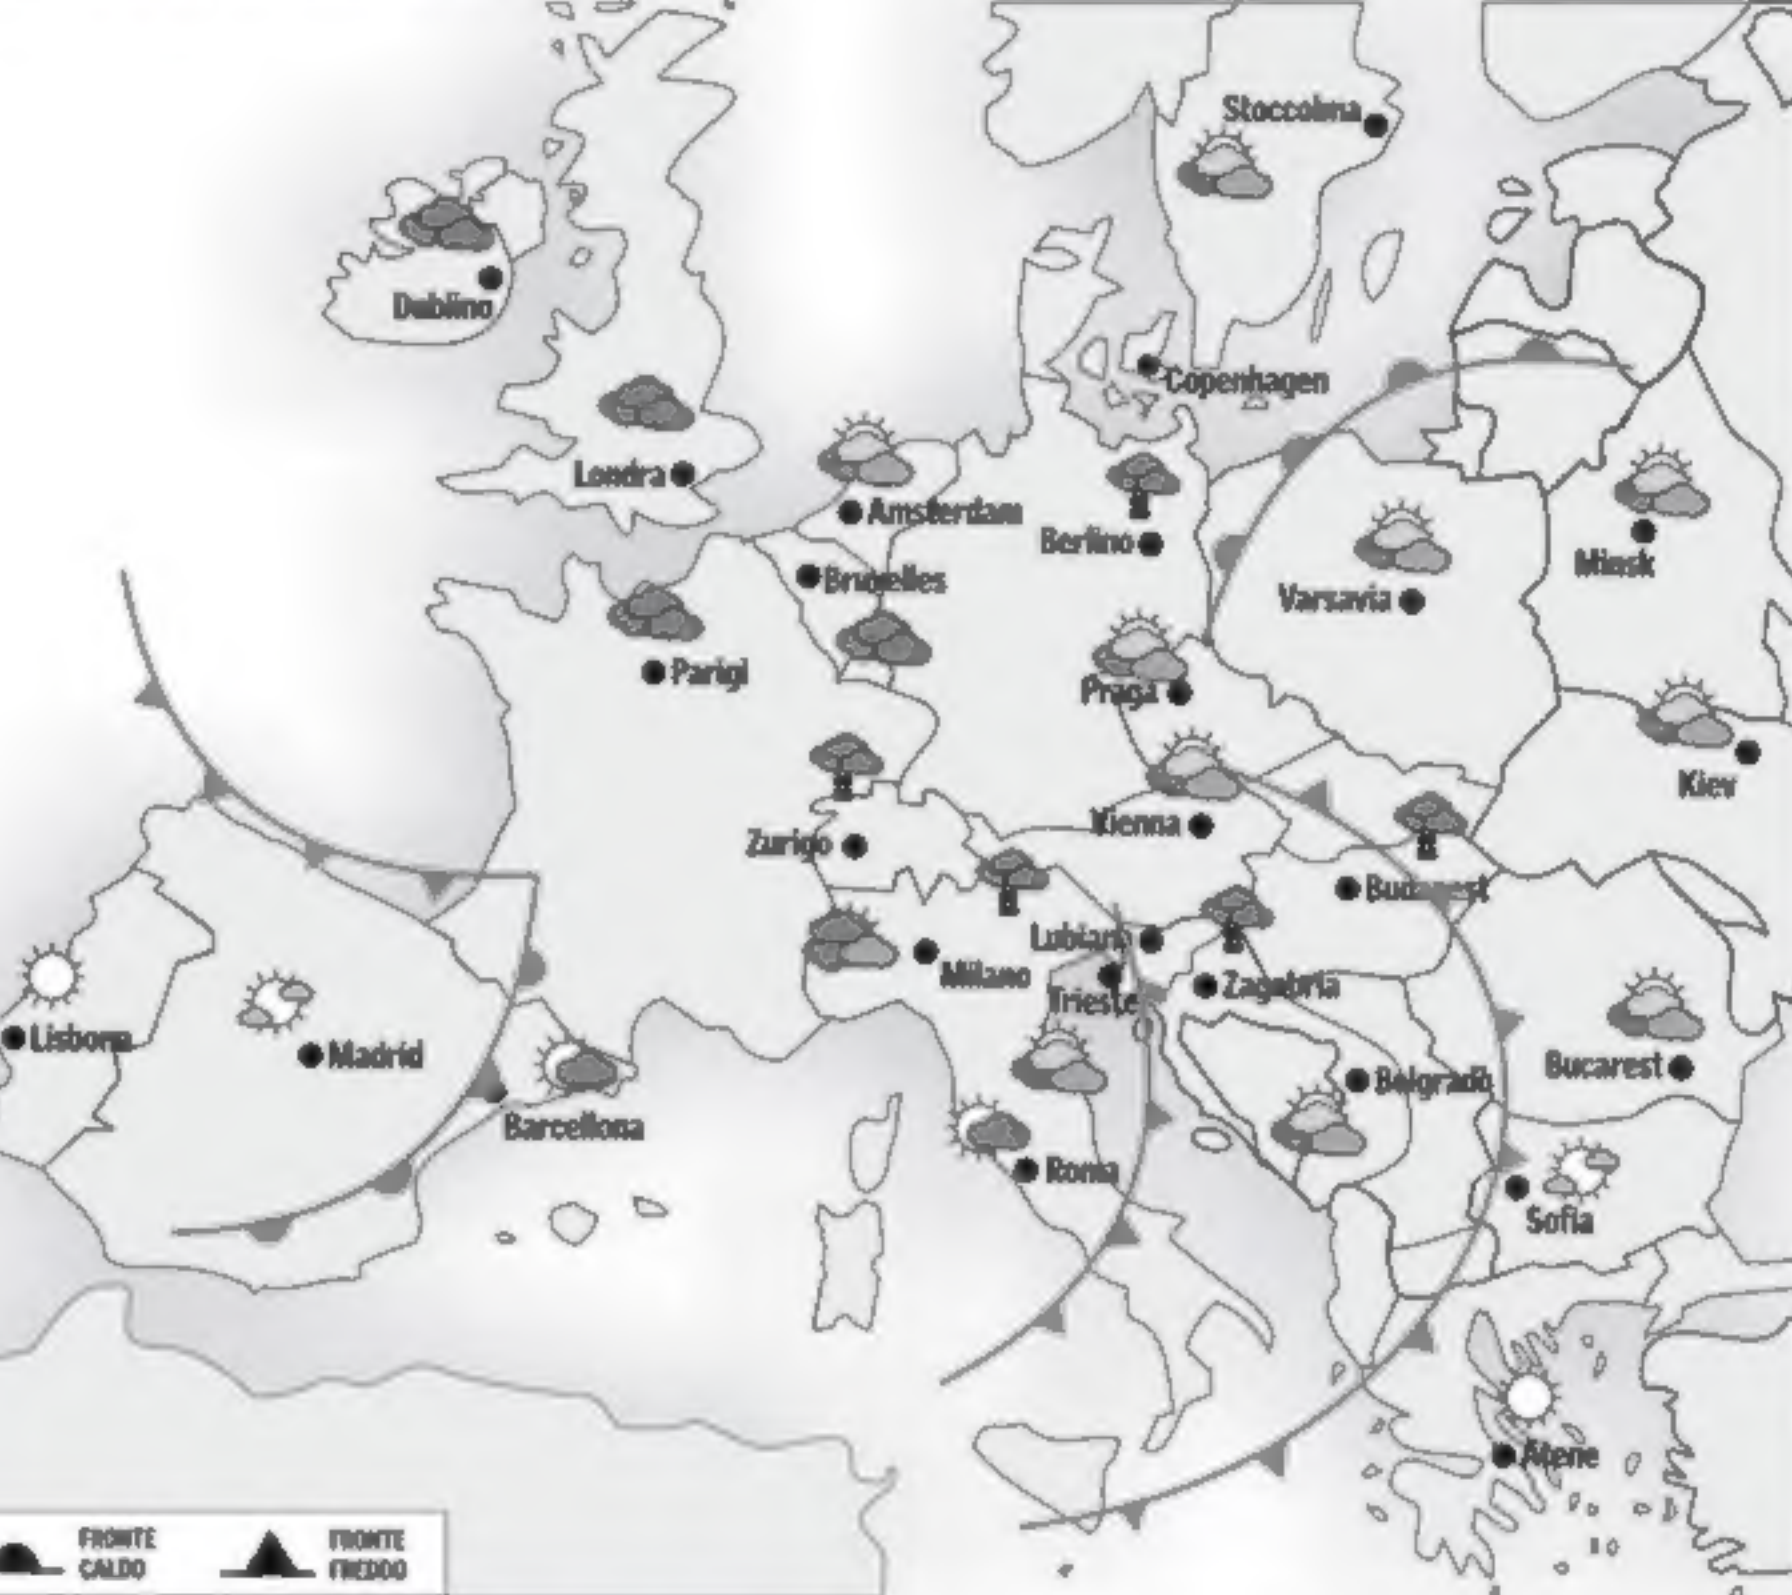 Stoccolma
Dublino
Copenhagen
Londra
Amsterdam
Berlino
Bruxelles
Varsavia
Minsk
Parigi
Praga
Kiev
Vienna
Zurigo
Budapest
Lubiana
Milano
Trieste
Zagabria
Lisbona
Madrid
Belgrado
Bucarest
Barcellona
Roma
Sofia
Atene
FRONTE
CALDO
FRONTE
FREDDO